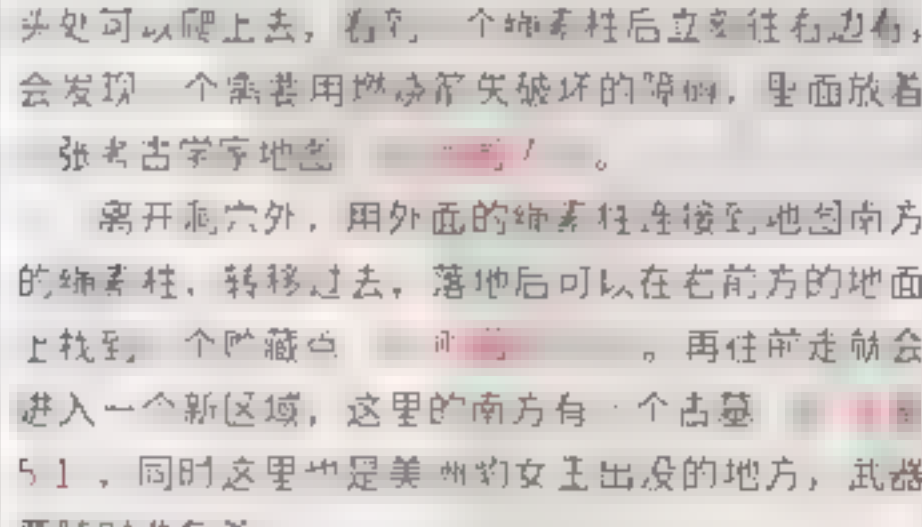 头处可以爬上去，看到一个绳索柱后立刻往右边看，
会发现一个需要用燃烧箭矢破坏的障碍，里面放着
一张考古学家地图。
离开洞穴外，用外面的绳索柱连接到地图南方
的绳索柱，转移过去，落地后可以在右前方的地面
上找到一个贮藏点。再往前走就会
进入一个新区域，这里的南方有一个古墓
51，同时这里也是美洲豹女王出没的地方，武器